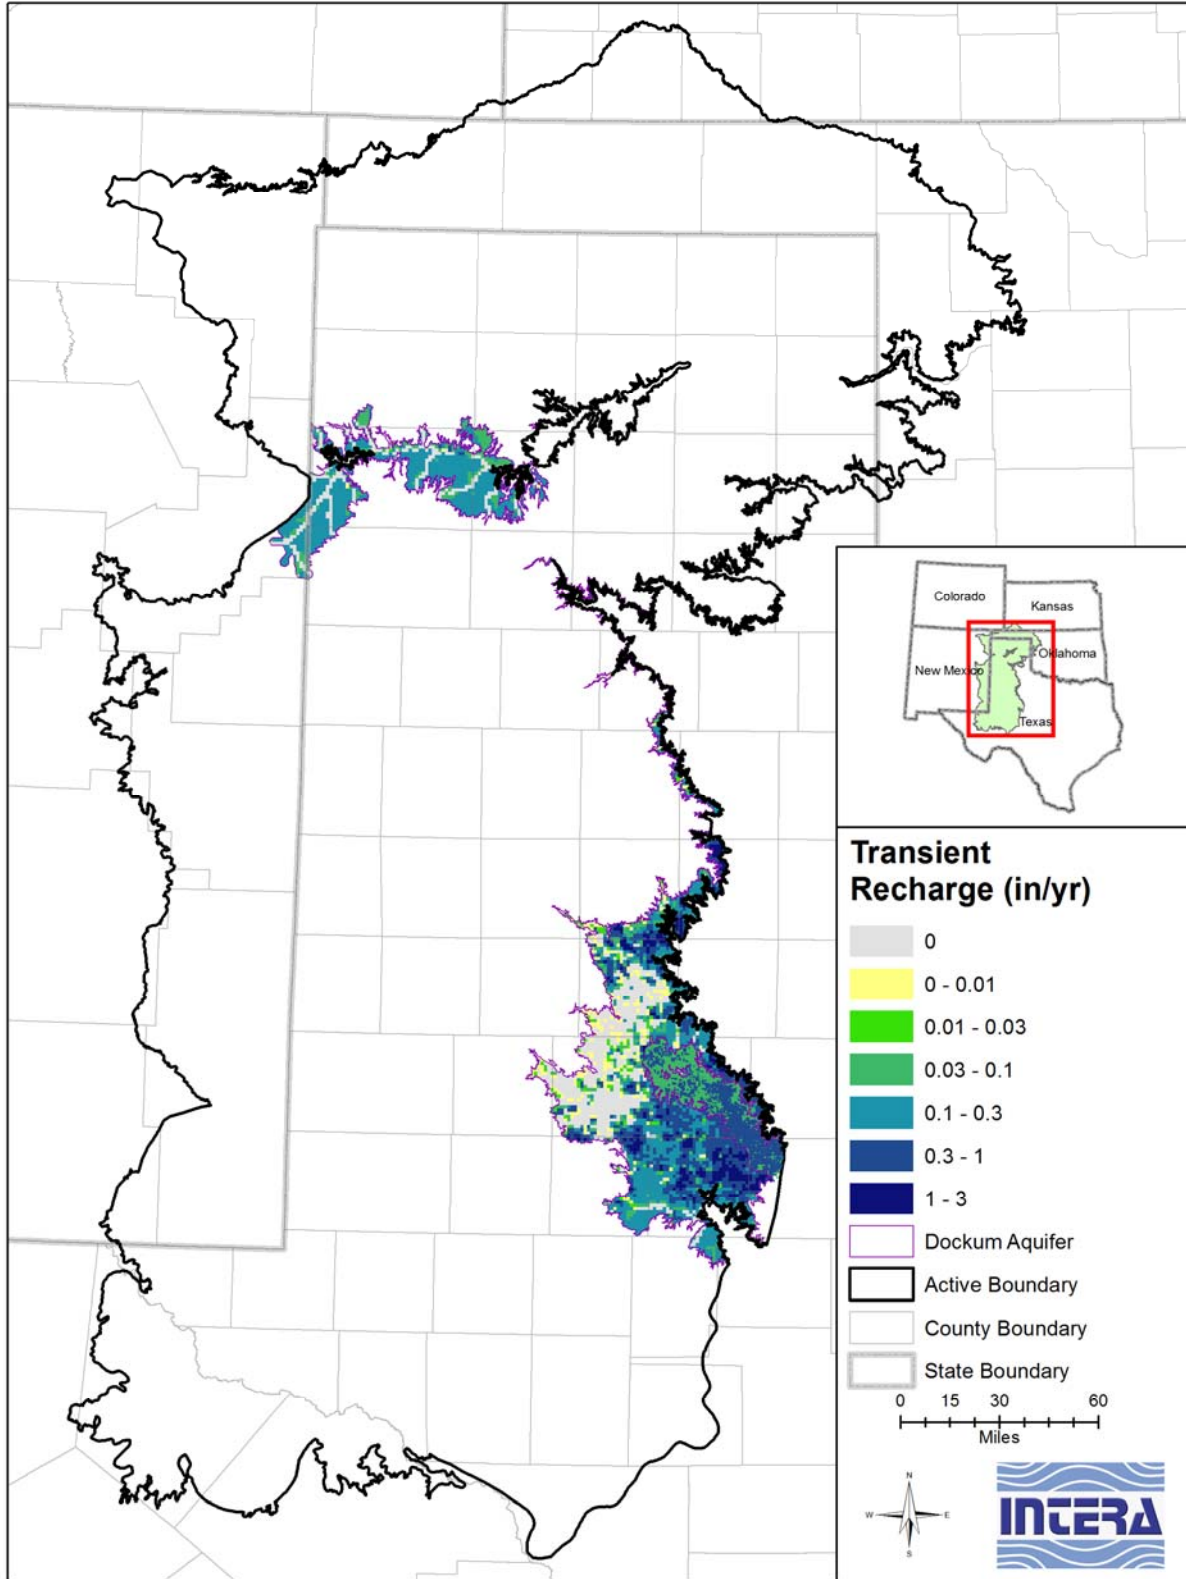 Colorado
Kansas
New Mexico
Oklahoma
Texas
Transient
Recharge (in/yr)
0
0 - 0.01
0.01 - 0.03
0.03 - 0.1
0.1 - 0.3
0.3 - 1
1 - 3
Dockum Aquifer
Active Boundary
County Boundary
State Boundary
0 15 30 60
Miles
N
W E
S
INTERA